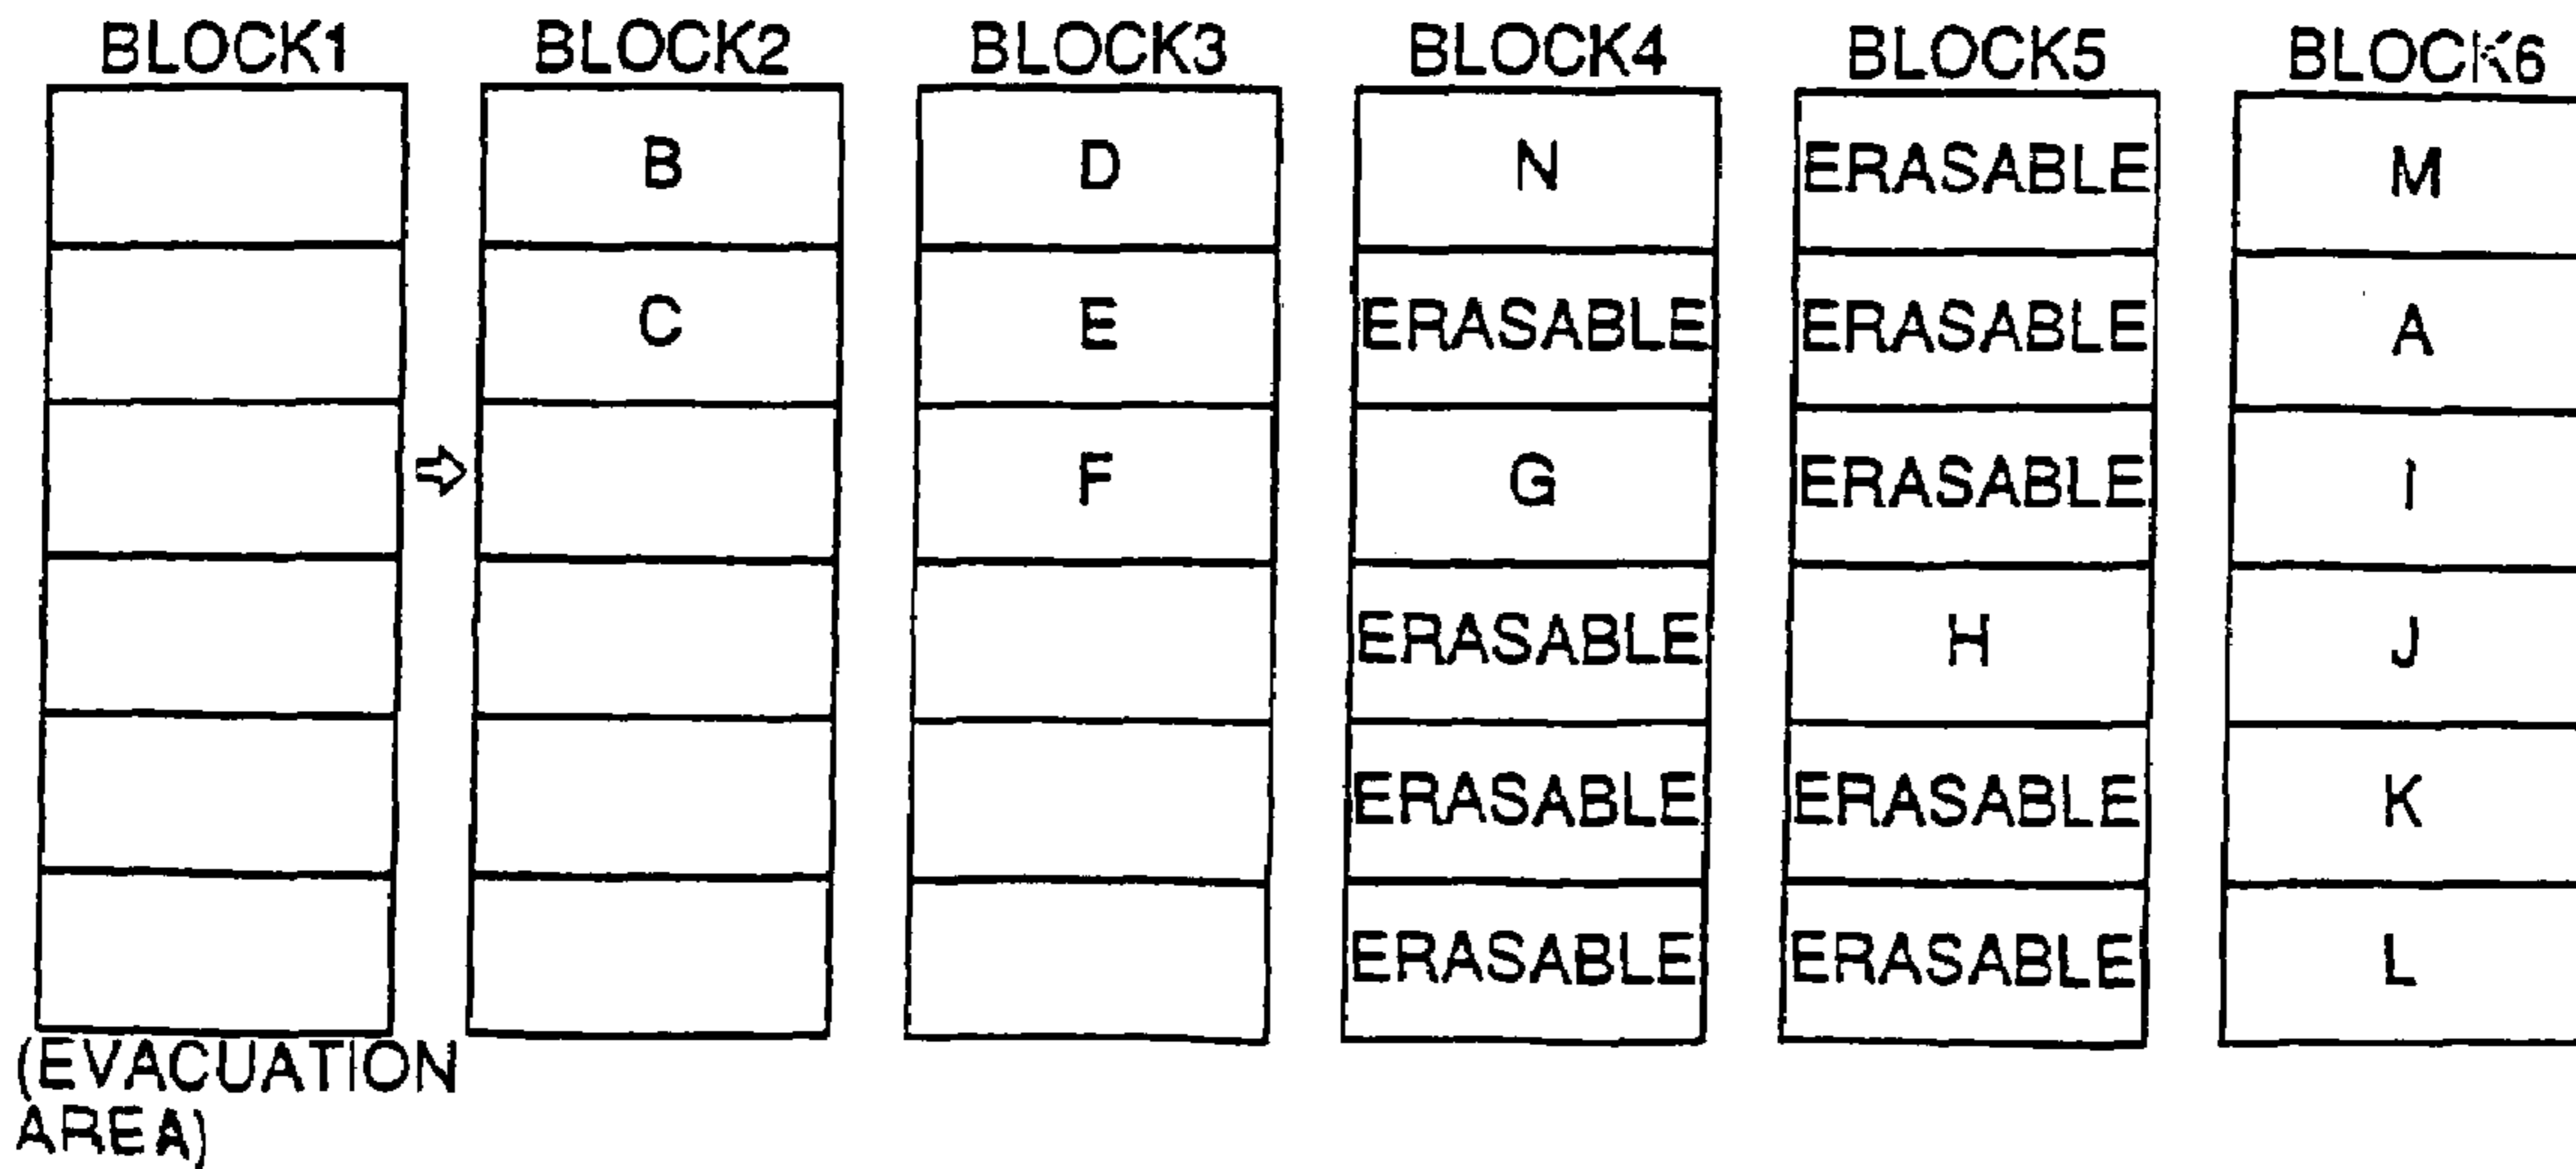 BLOCK1 BLOCK2 BLOCK3 BLOCK4 BLOCK5 BLOCK6
B D N ERASABLE M
C E ERASABLE ERASABLE A
F G ERASABLE I
ERASABLE H J
ERASABLE ERASABLE K
ERASABLE ERASABLE L
(EVACUATION
AREA)